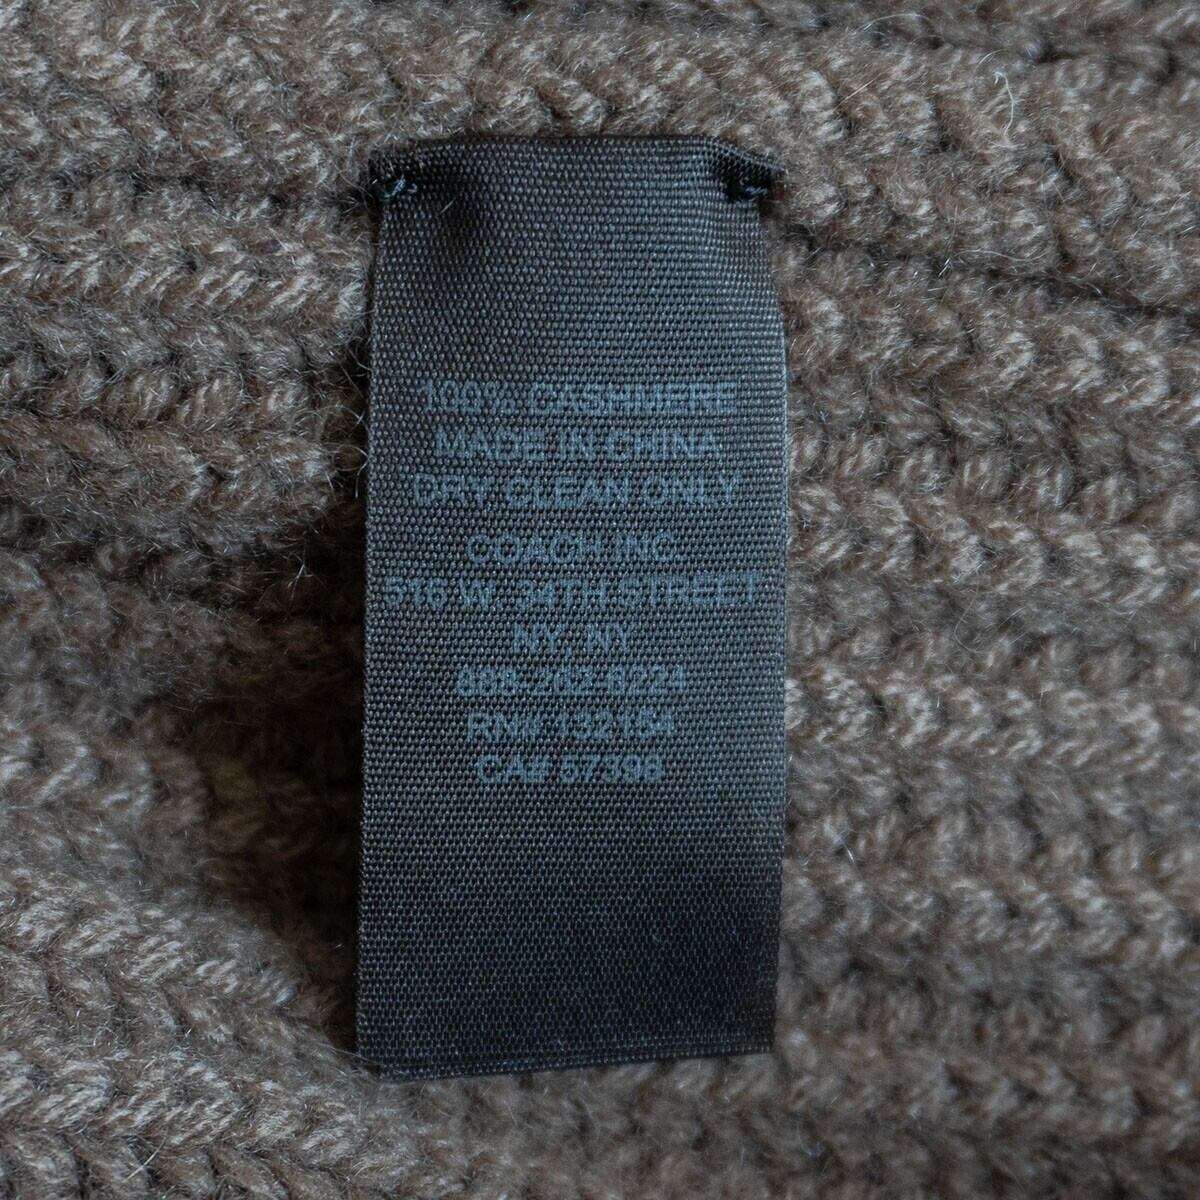 100% CASHMERE
MADE IN CHINA
DRY CLEAN ONLY
COACH INC.
516 W. 34TH STREET
NY NY
888-262-6224
RN# 132154
CA# 57398